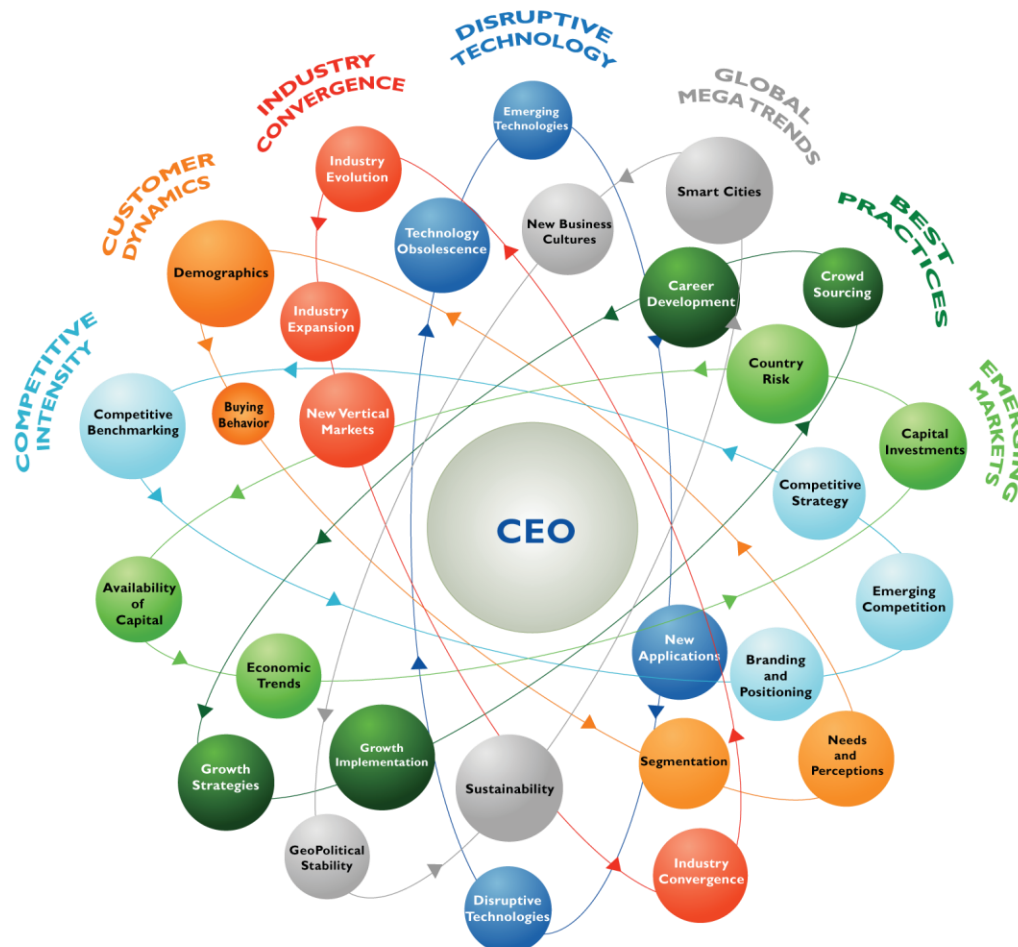 DISRUPTIVE
TECHNOLOGY
INDUSTRY
CONVERGENCE
GLOBAL
MEGA TRENDS
CUSTOMER
DYNAMICS
BEST
PRACTICES
COMPETITIVE
INTENSITY
EMERGING
MARKETS
Emerging
Technologies
Industry
Evolution
Smart Cities
Technology
Obsolescence
New Business
Cultures
Demographics
Career
Development
Crowd
Sourcing
Industry
Expansion
Country
Risk
Competitive
Benchmarking
Buying
Behavior
New Vertical
Markets
Capital
Investments
Competitive
Strategy
CEO
Availability
of
Capital
Emerging
Competition
New
Applications
Economic
Trends
Branding
and
Positioning
Growth
Strategies
Growth
Implementation
Sustainability
Segmentation
Needs
and
Perceptions
GeoPolitical
Stability
Industry
Convergence
Disruptive
Technologies